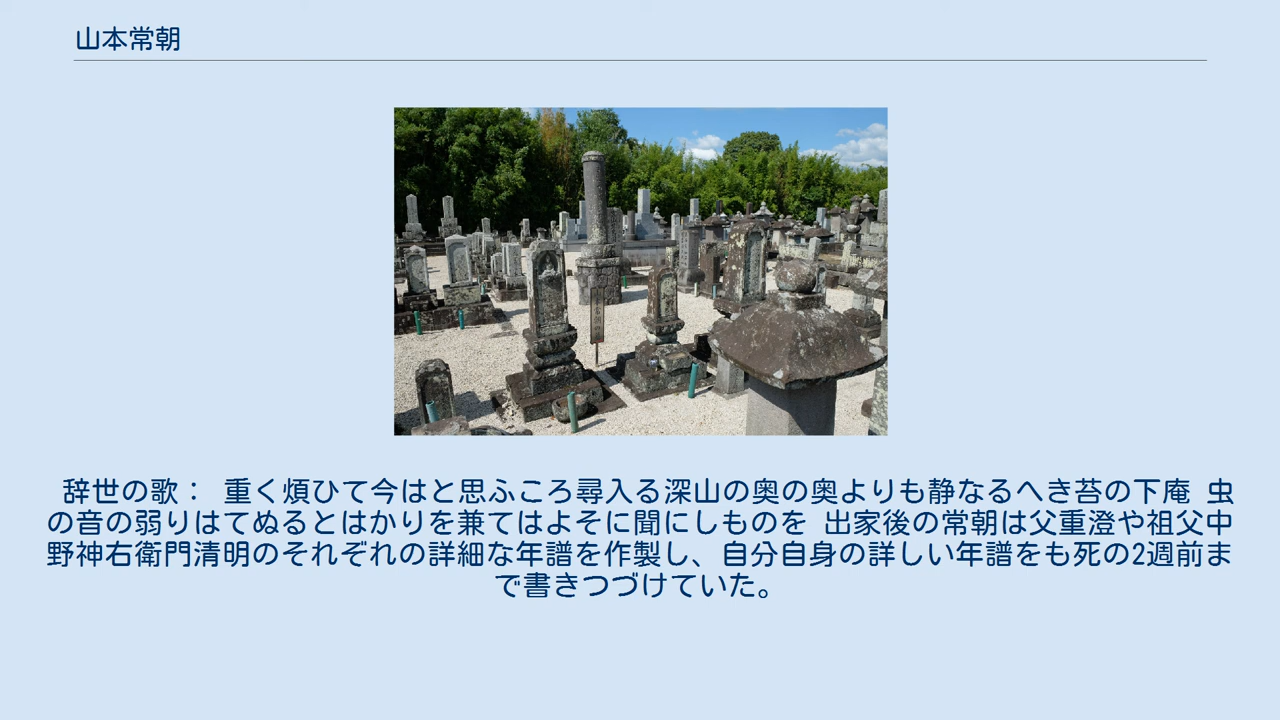 山本常朝
辞世の歌： 重く煩ひて今はと思ふころ尋入る深山の奥の奥よりも静なるへき苔の下庵 虫
の音の弱りはてぬるとはかりを兼てはよそに聞にしものを 出家後の常朝は父重澄や祖父中
野神右衛門清明のそれぞれの詳細な年譜を作製し、自分自身の詳しい年譜をも死の2週前ま
で書きつづけていた。